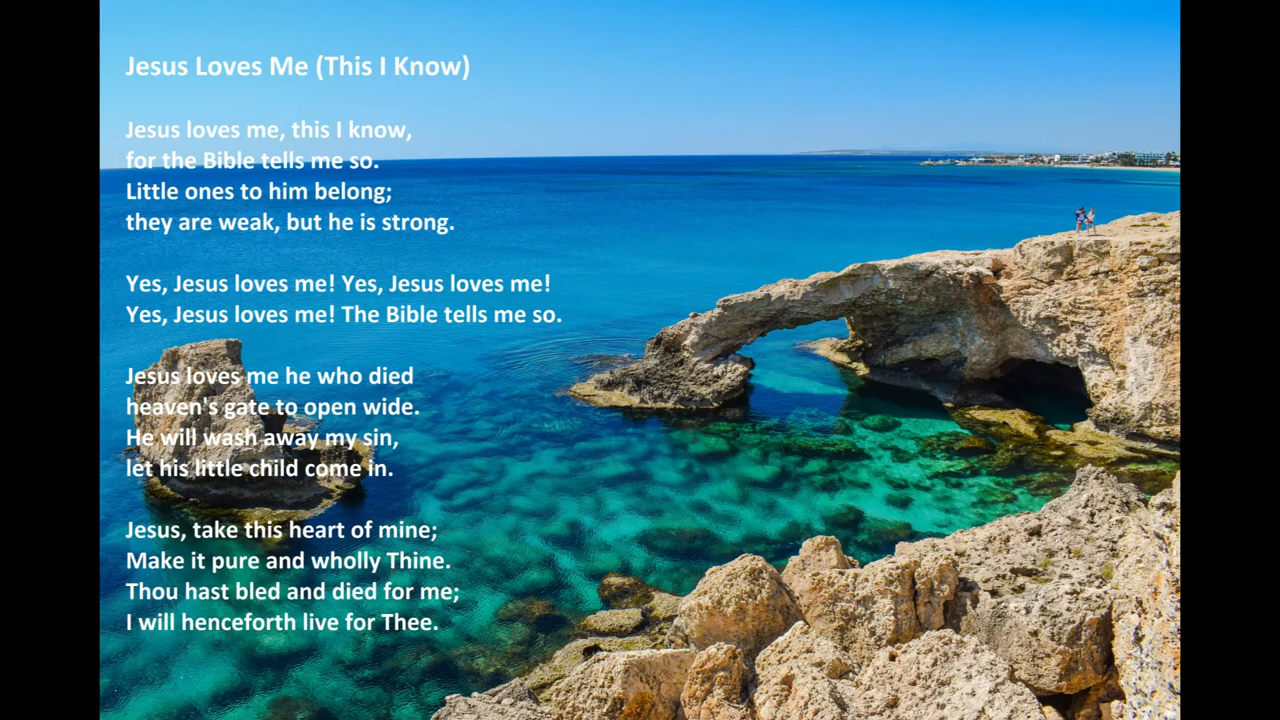 Jesus Loves Me (This I Know)
Jesus loves me, this I know,
for the Bible tells me so.
Little ones to him belong;
they are weak, but he is strong.
Yes, Jesus loves me! Yes, Jesus loves me!
Yes, Jesus loves me! The Bible tells me so.
Jesus loves me he who died
heaven's gate to open wide.
He will wash away my sin,
let his little child come in.
Jesus, take this heart of mine;
Make it pure and wholly Thine.
Thou hast bled and died for me;
I will henceforth live for Thee.